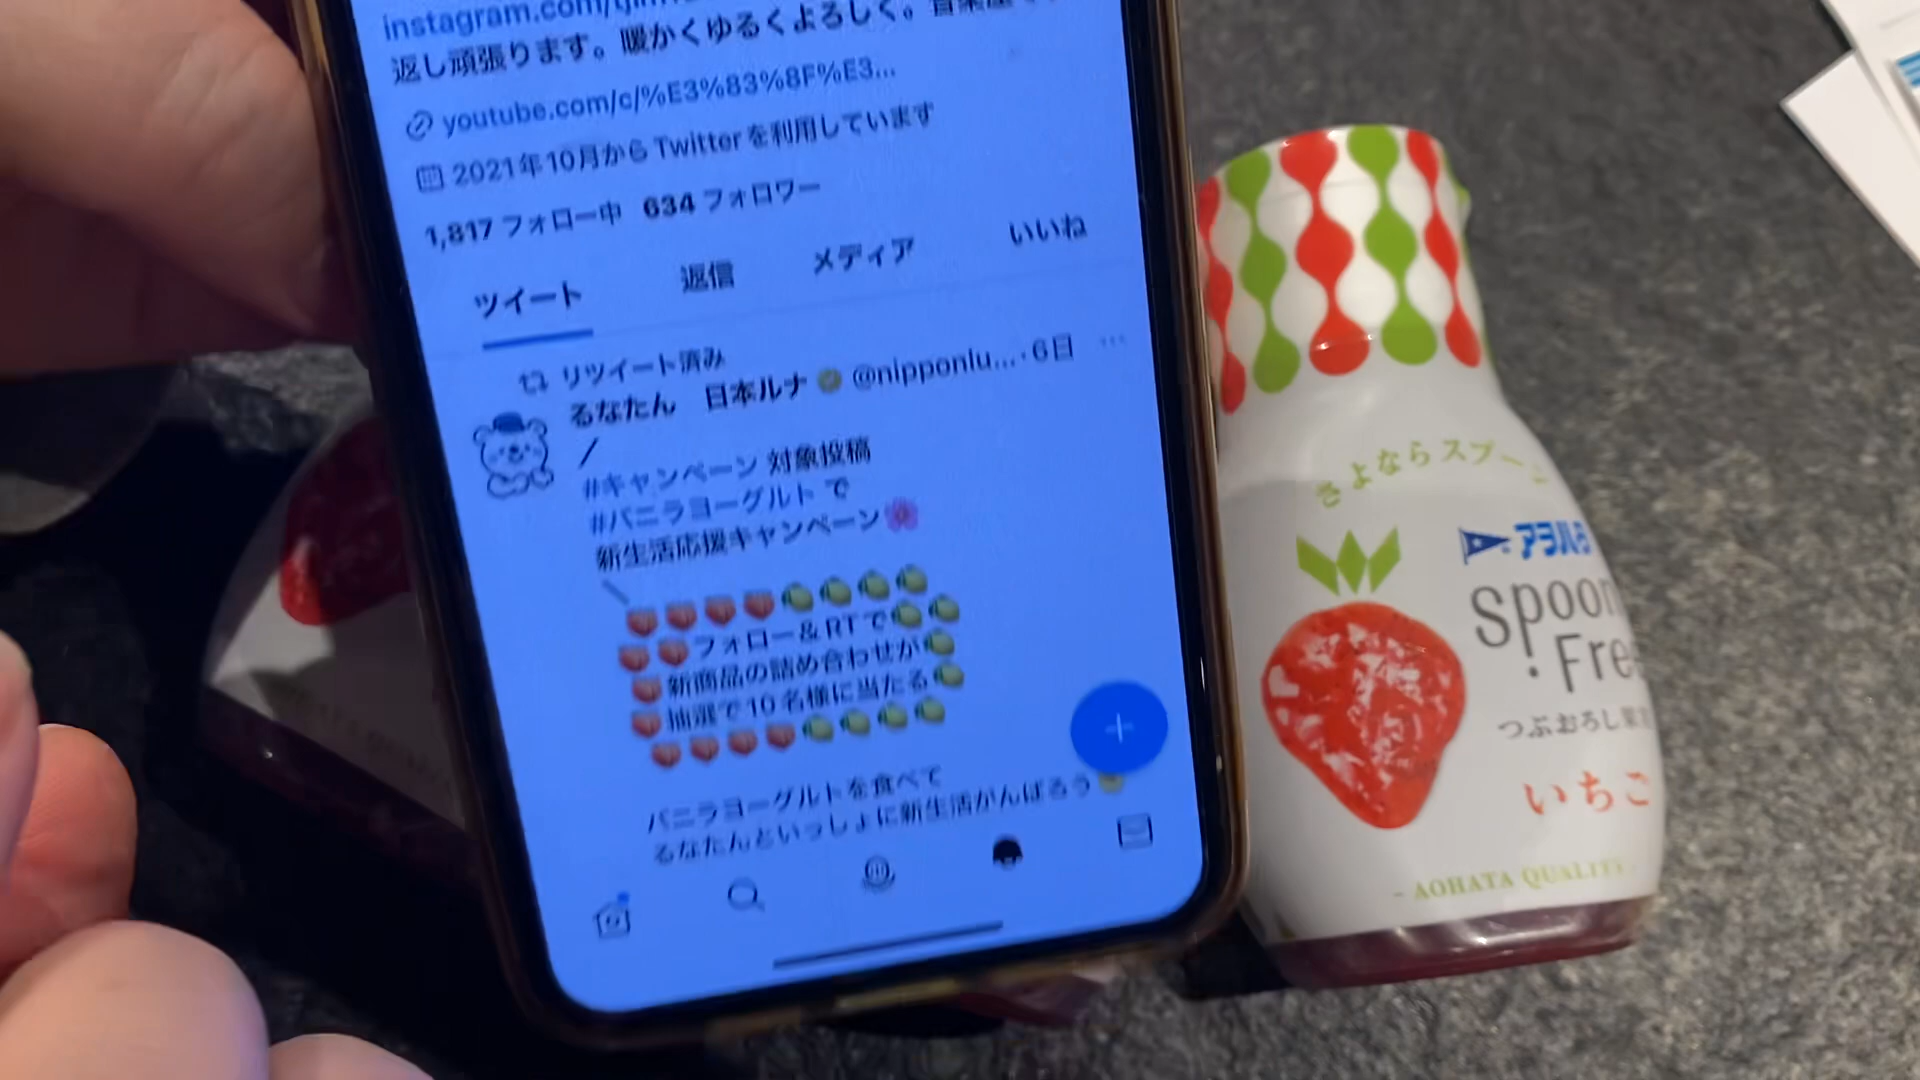 instagram.com/
返し頑張ります。暖かくゆるくよろしく。音楽
youtube.com/c/%E3%83%8F%E3...
2021年10月からTwitterを利用しています
1,817 フォロー中 634 フォロワー
ツイート 返信 メディア いいね
リツイート済み
るなたん 日本ルナ @nipponlu...・6日
/
#キャンペーン 対象投稿
#バニラヨーグルト で
新生活応援キャンペーン🌸
\
🍑🍑🍑🍑🍋🍋🍋🍋
🍑🍑フォロー&RTで🍋🍋
🍑新商品の詰め合わせが🍋
🍑抽選で10名様に当たる🍋
🍑🍑🍑🍑🍋🍋🍋🍋
バニラヨーグルトを食べて
るなたんといっしょに新生活がんばろう
さよならスプーン
アヲハタ
Spoon
Free
つぶおろし果実
いちご
- AOHATA QUALITY